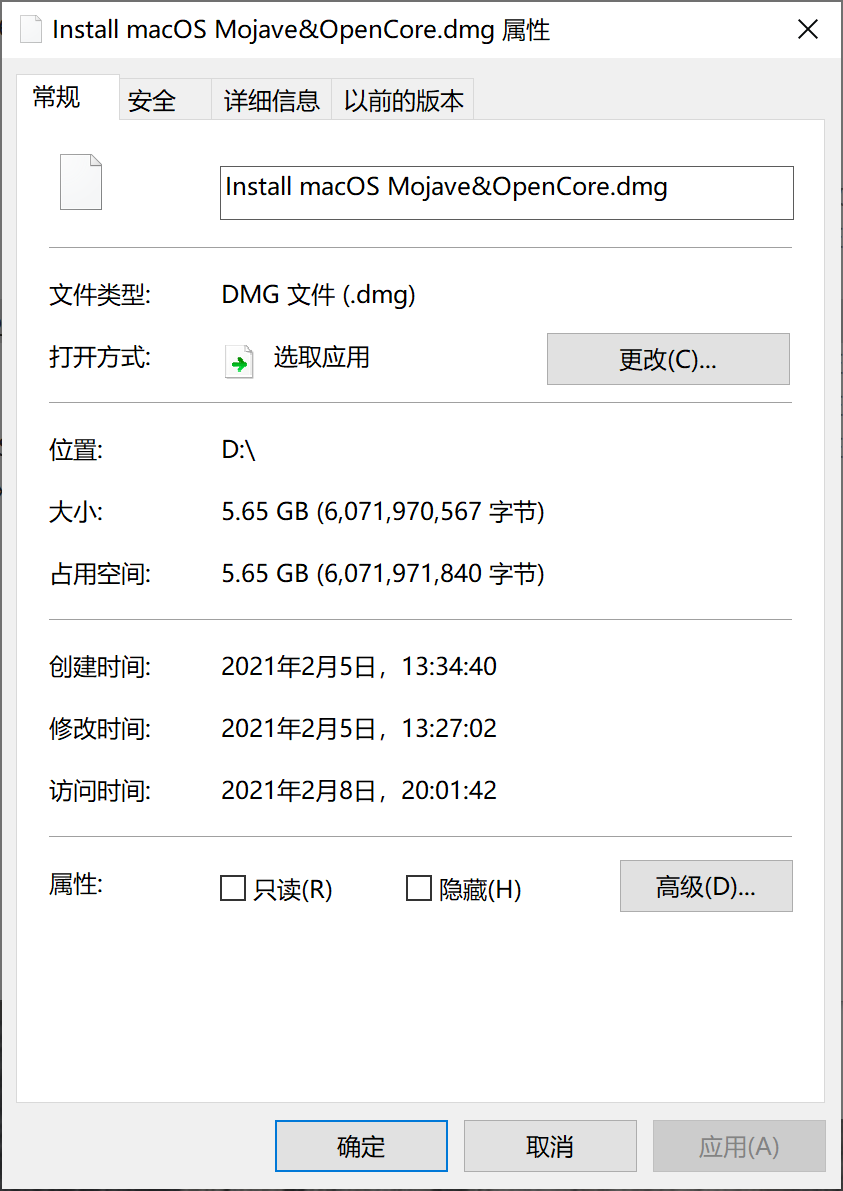 Install macOS Mojave&OpenCore.dmg 属性
常规 安全 详细信息 以前的版本
Install macOS Mojave&OpenCore.dmg
文件类型: DMG 文件 (.dmg)
打开方式: 选取应用 更改(C)...
位置: D:\
大小: 5.65 GB (6,071,970,567 字节)
占用空间: 5.65 GB (6,071,971,840 字节)
创建时间: 2021年2月5日，13:34:40
修改时间: 2021年2月5日，13:27:02
访问时间: 2021年2月8日，20:01:42
属性: 只读(R) 隐藏(H) 高级(D)...
确定 取消 应用(A)